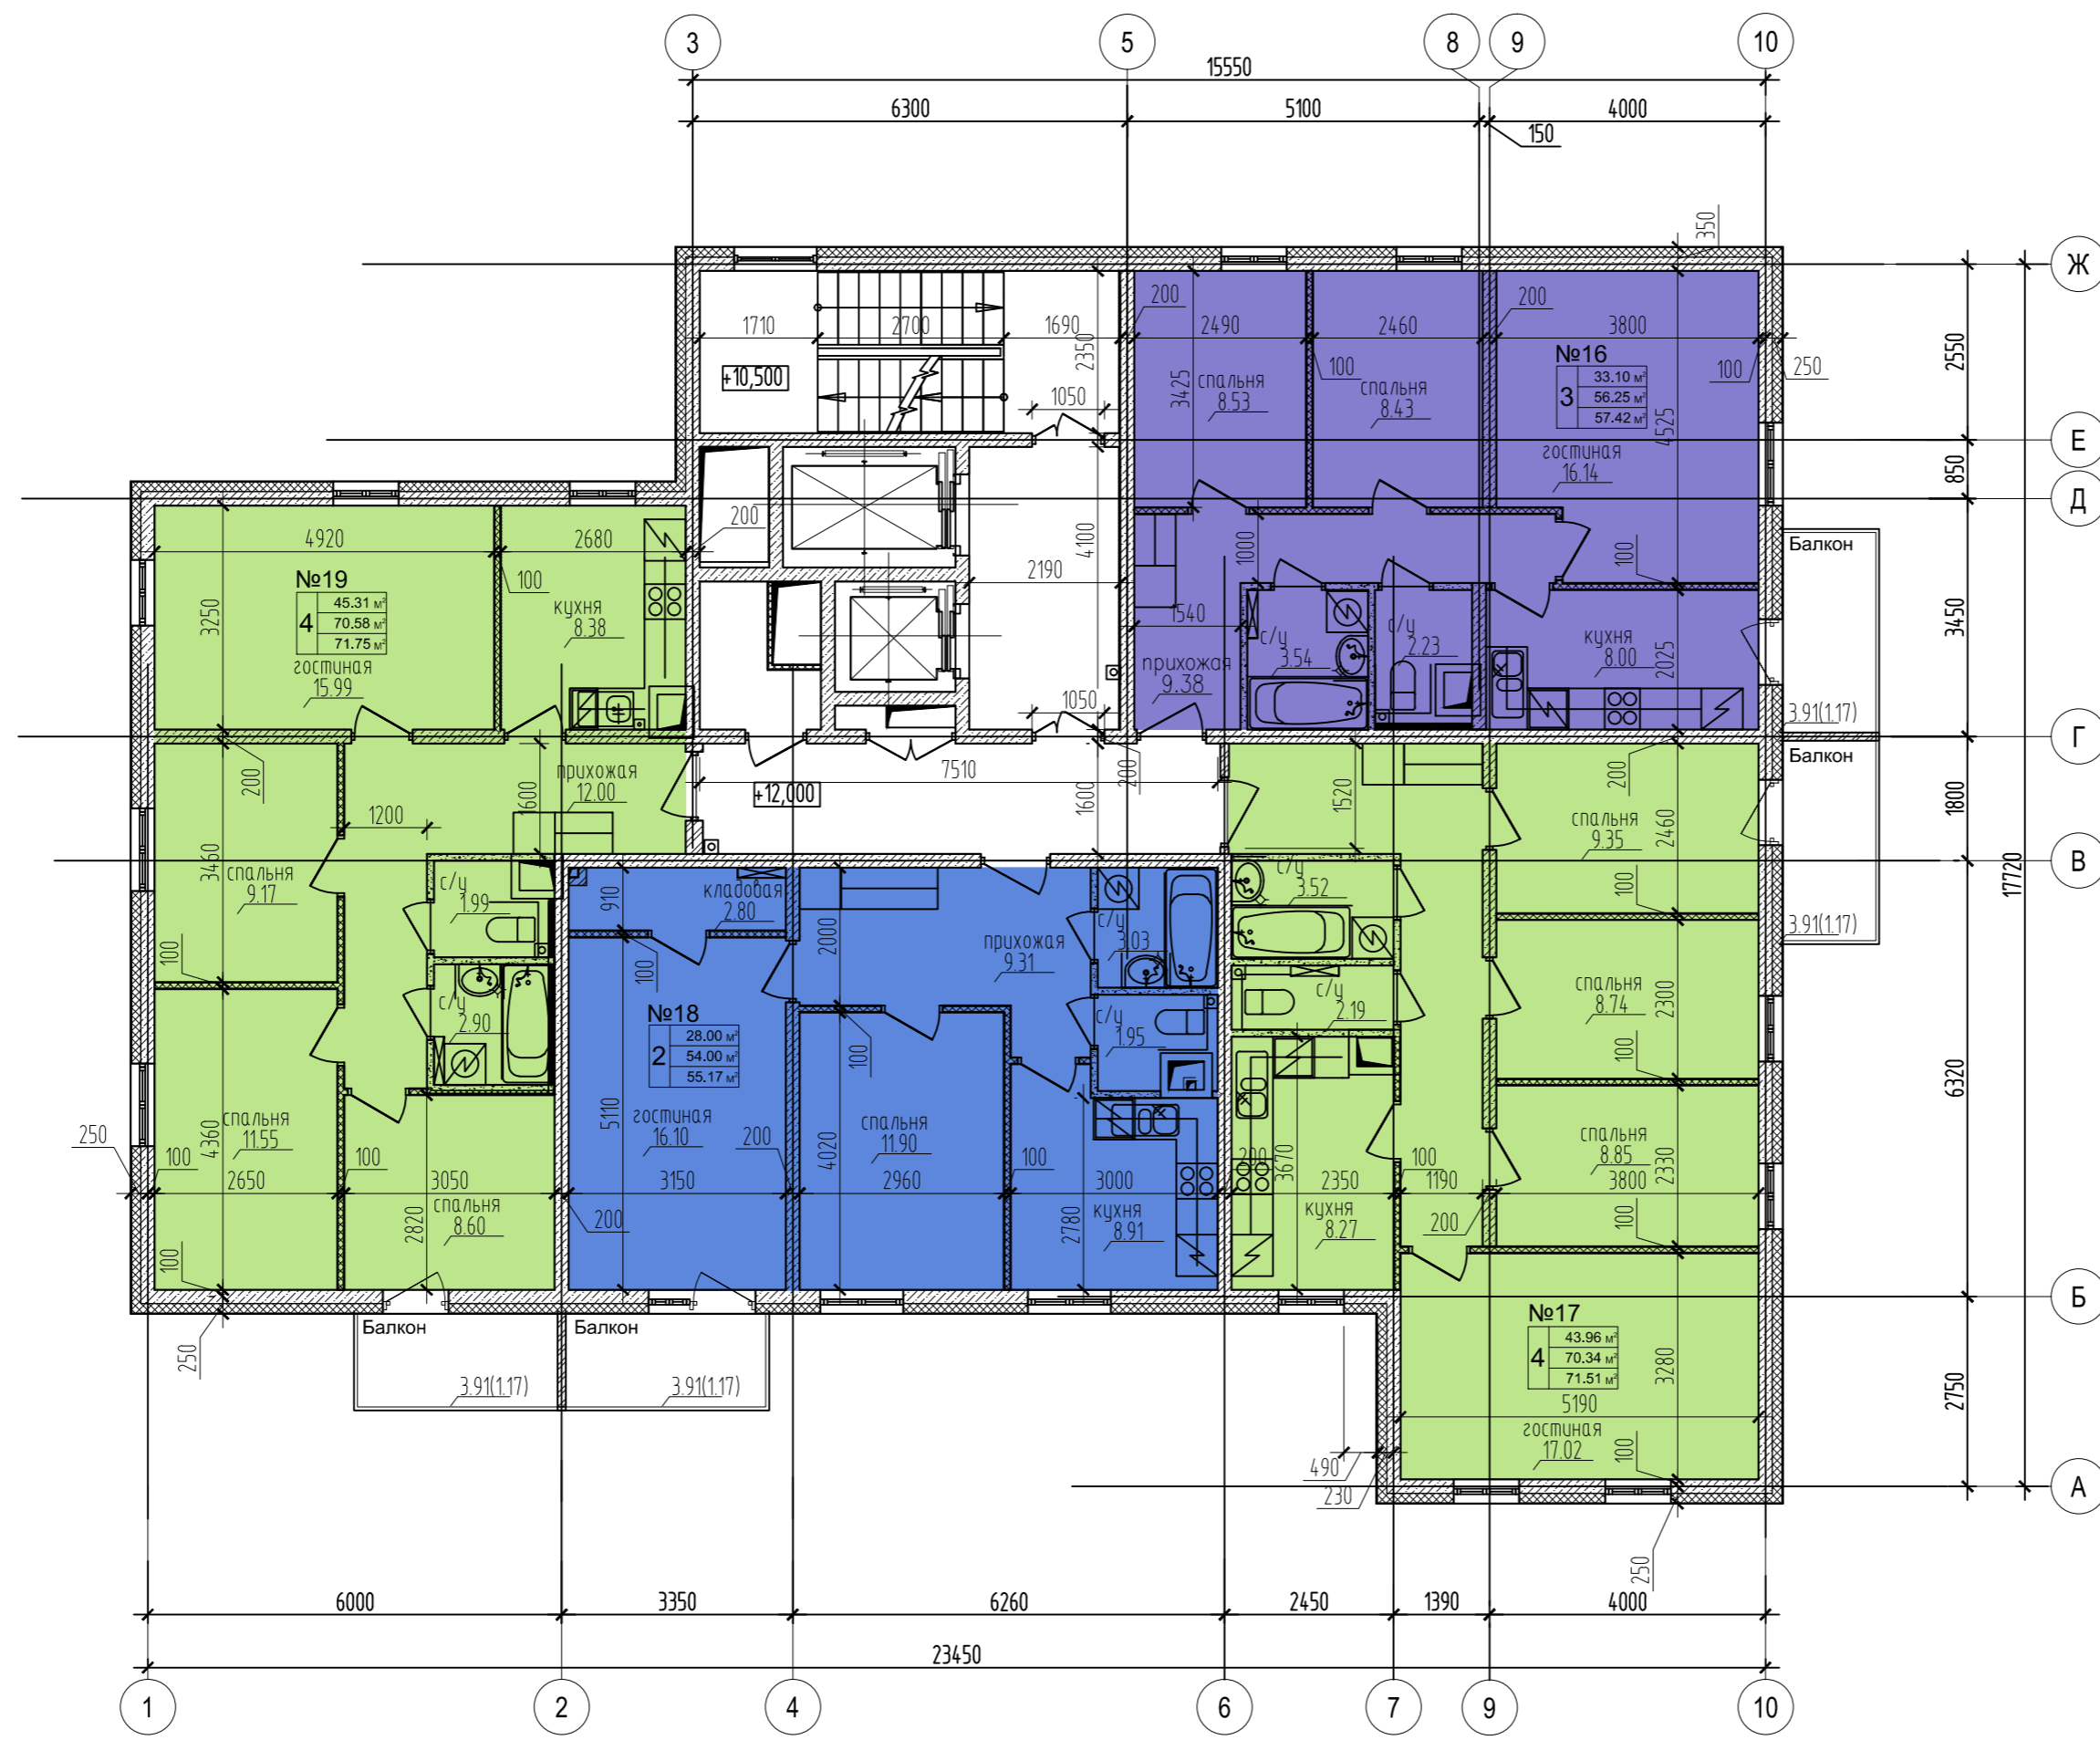 3
5
8
9
10
15550
6300
5100
4000
150
350
Ж
200
200
1710
2700
1690
2350
2490
2460
3800
№16
3
33.10 м²
56.25 м²
57.42 м²
100
100
250
2550
+10,500
1050
3425
спальня
8.53
спальня
8.43
4525
гостиная
16.14
Е
850
Д
4920
2680
200
100
4100
2190
1000
100
Балкон
№19
4
45.31 м²
70.58 м²
71.75 м²
3250
гостиная
15.99
кухня
8.38
1540
с/у
3.54
с/у
2.23
кухня
8.00
2025
3450
прихожая
9.38
1050
3.91(1.17)
Г
200
прихожая
12.00
1600
7510
+12,000
1600
200
1520
200
Балкон
1200
спальня
9.35
2460
1800
3460
спальня
9.17
с/у
1.99
910
кладовая
2.80
2000
прихожая
9.31
с/у
3.03
с/у
3.52
100
17720
В
3.91(1.17)
100
100
с/у
2.90
№18
2
28.00 м²
54.00 м²
55.17 м²
100
с/у
1.95
с/у
2.19
спальня
8.74
2300
100
6320
250
4360
спальня
11.55
100
2650
100
3050
спальня
8.60
2820
5110
гостиная
16.10
200
3150
200
4020
спальня
11.90
2960
100
3000
кухня
8.91
2780
200
3670
2350
кухня
8.27
100
1190
200
спальня
8.85
2330
3800
100
100
Б
Балкон
Балкон
250
3.91(1.17)
3.91(1.17)
№17
4
43.96 м²
70.34 м²
71.51 м²
3280
5190
гостиная
17.02
100
2750
490
230
А
250
6000
3350
6260
2450
1390
4000
23450
1
2
4
6
7
9
10